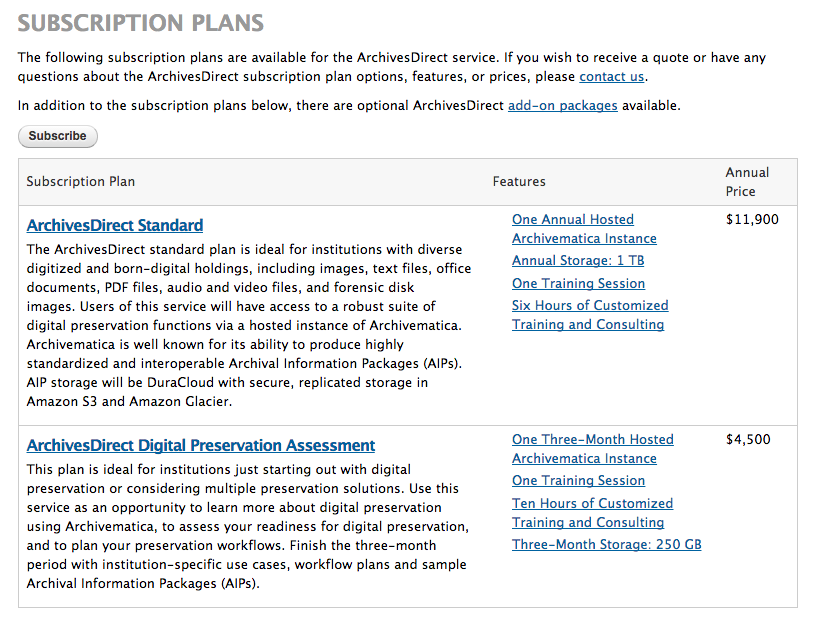 SUBSCRIPTION PLANS
The following subscription plans are available for the ArchivesDirect service. If you wish to receive a quote or have any
questions about the ArchivesDirect subscription plan options, features, or prices, please contact us.
In addition to the subscription plans below, there are optional ArchivesDirect add-on packages available.
Subscribe
Subscription Plan
Features
Annual
Price
ArchivesDirect Standard
The ArchivesDirect standard plan is ideal for institutions with diverse
digitized and born-digital holdings, including images, text files, office
documents, PDF files, audio and video files, and forensic disk
images. Users of this service will have access to a robust suite of
digital preservation functions via a hosted instance of Archivematica.
Archivematica is well known for its ability to produce highly
standardized and interoperable Archival Information Packages (AIPs).
AIP storage will be DuraCloud with secure, replicated storage in
Amazon S3 and Amazon Glacier.
One Annual Hosted
Archivematica Instance
Annual Storage: 1 TB
One Training Session
Six Hours of Customized
Training and Consulting
$11,900
ArchivesDirect Digital Preservation Assessment
This plan is ideal for institutions just starting out with digital
preservation or considering multiple preservation solutions. Use this
service as an opportunity to learn more about digital preservation
using Archivematica, to assess your readiness for digital preservation,
and to plan your preservation workflows. Finish the three-month
period with institution-specific use cases, workflow plans and sample
Archival Information Packages (AIPs).
One Three-Month Hosted
Archivematica Instance
One Training Session
Ten Hours of Customized
Training and Consulting
Three-Month Storage: 250 GB
$4,500